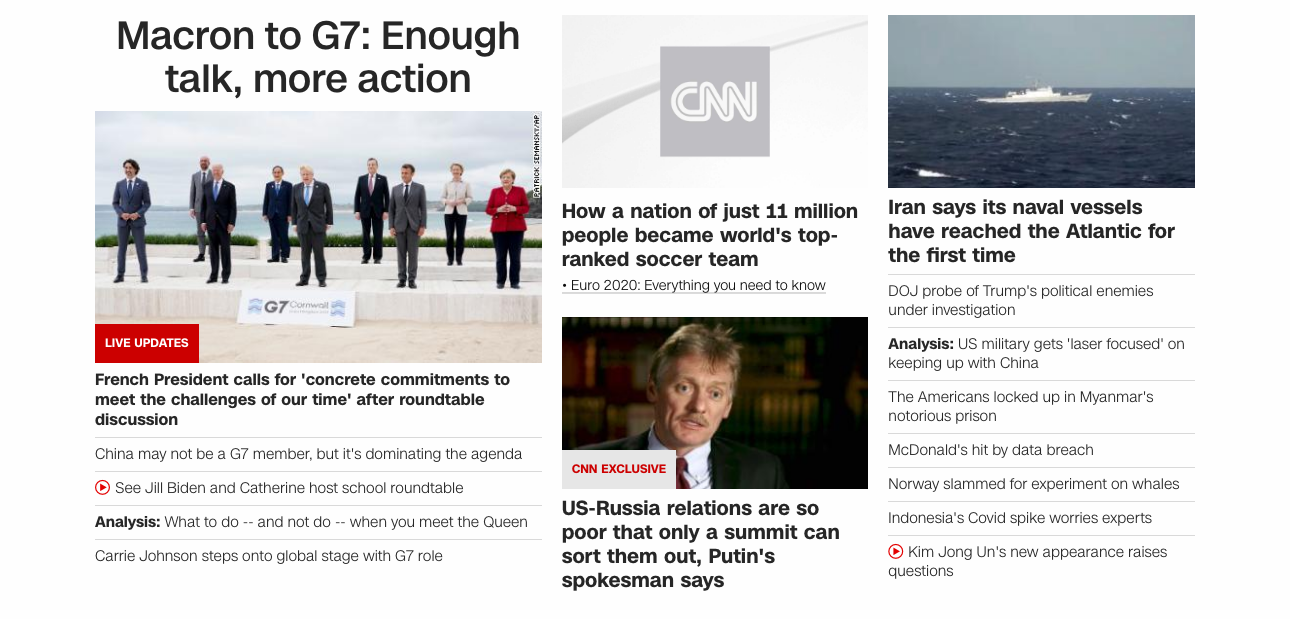 Macron to G7: Enough
talk, more action
PATRICK SEMANSKY/AP
G7 Cornwall
LIVE UPDATES
French President calls for 'concrete commitments to
meet the challenges of our time' after roundtable
discussion
China may not be a G7 member, but it's dominating the agenda
See Jill Biden and Catherine host school roundtable
Analysis: What to do -- and not do -- when you meet the Queen
Carrie Johnson steps onto global stage with G7 role
CNN
How a nation of just 11 million
people became world's top-
ranked soccer team
• Euro 2020: Everything you need to know
CNN EXCLUSIVE
US-Russia relations are so
poor that only a summit can
sort them out, Putin's
spokesman says
Iran says its naval vessels
have reached the Atlantic for
the first time
DOJ probe of Trump's political enemies
under investigation
Analysis: US military gets 'laser focused' on
keeping up with China
The Americans locked up in Myanmar's
notorious prison
McDonald's hit by data breach
Norway slammed for experiment on whales
Indonesia's Covid spike worries experts
Kim Jong Un's new appearance raises
questions